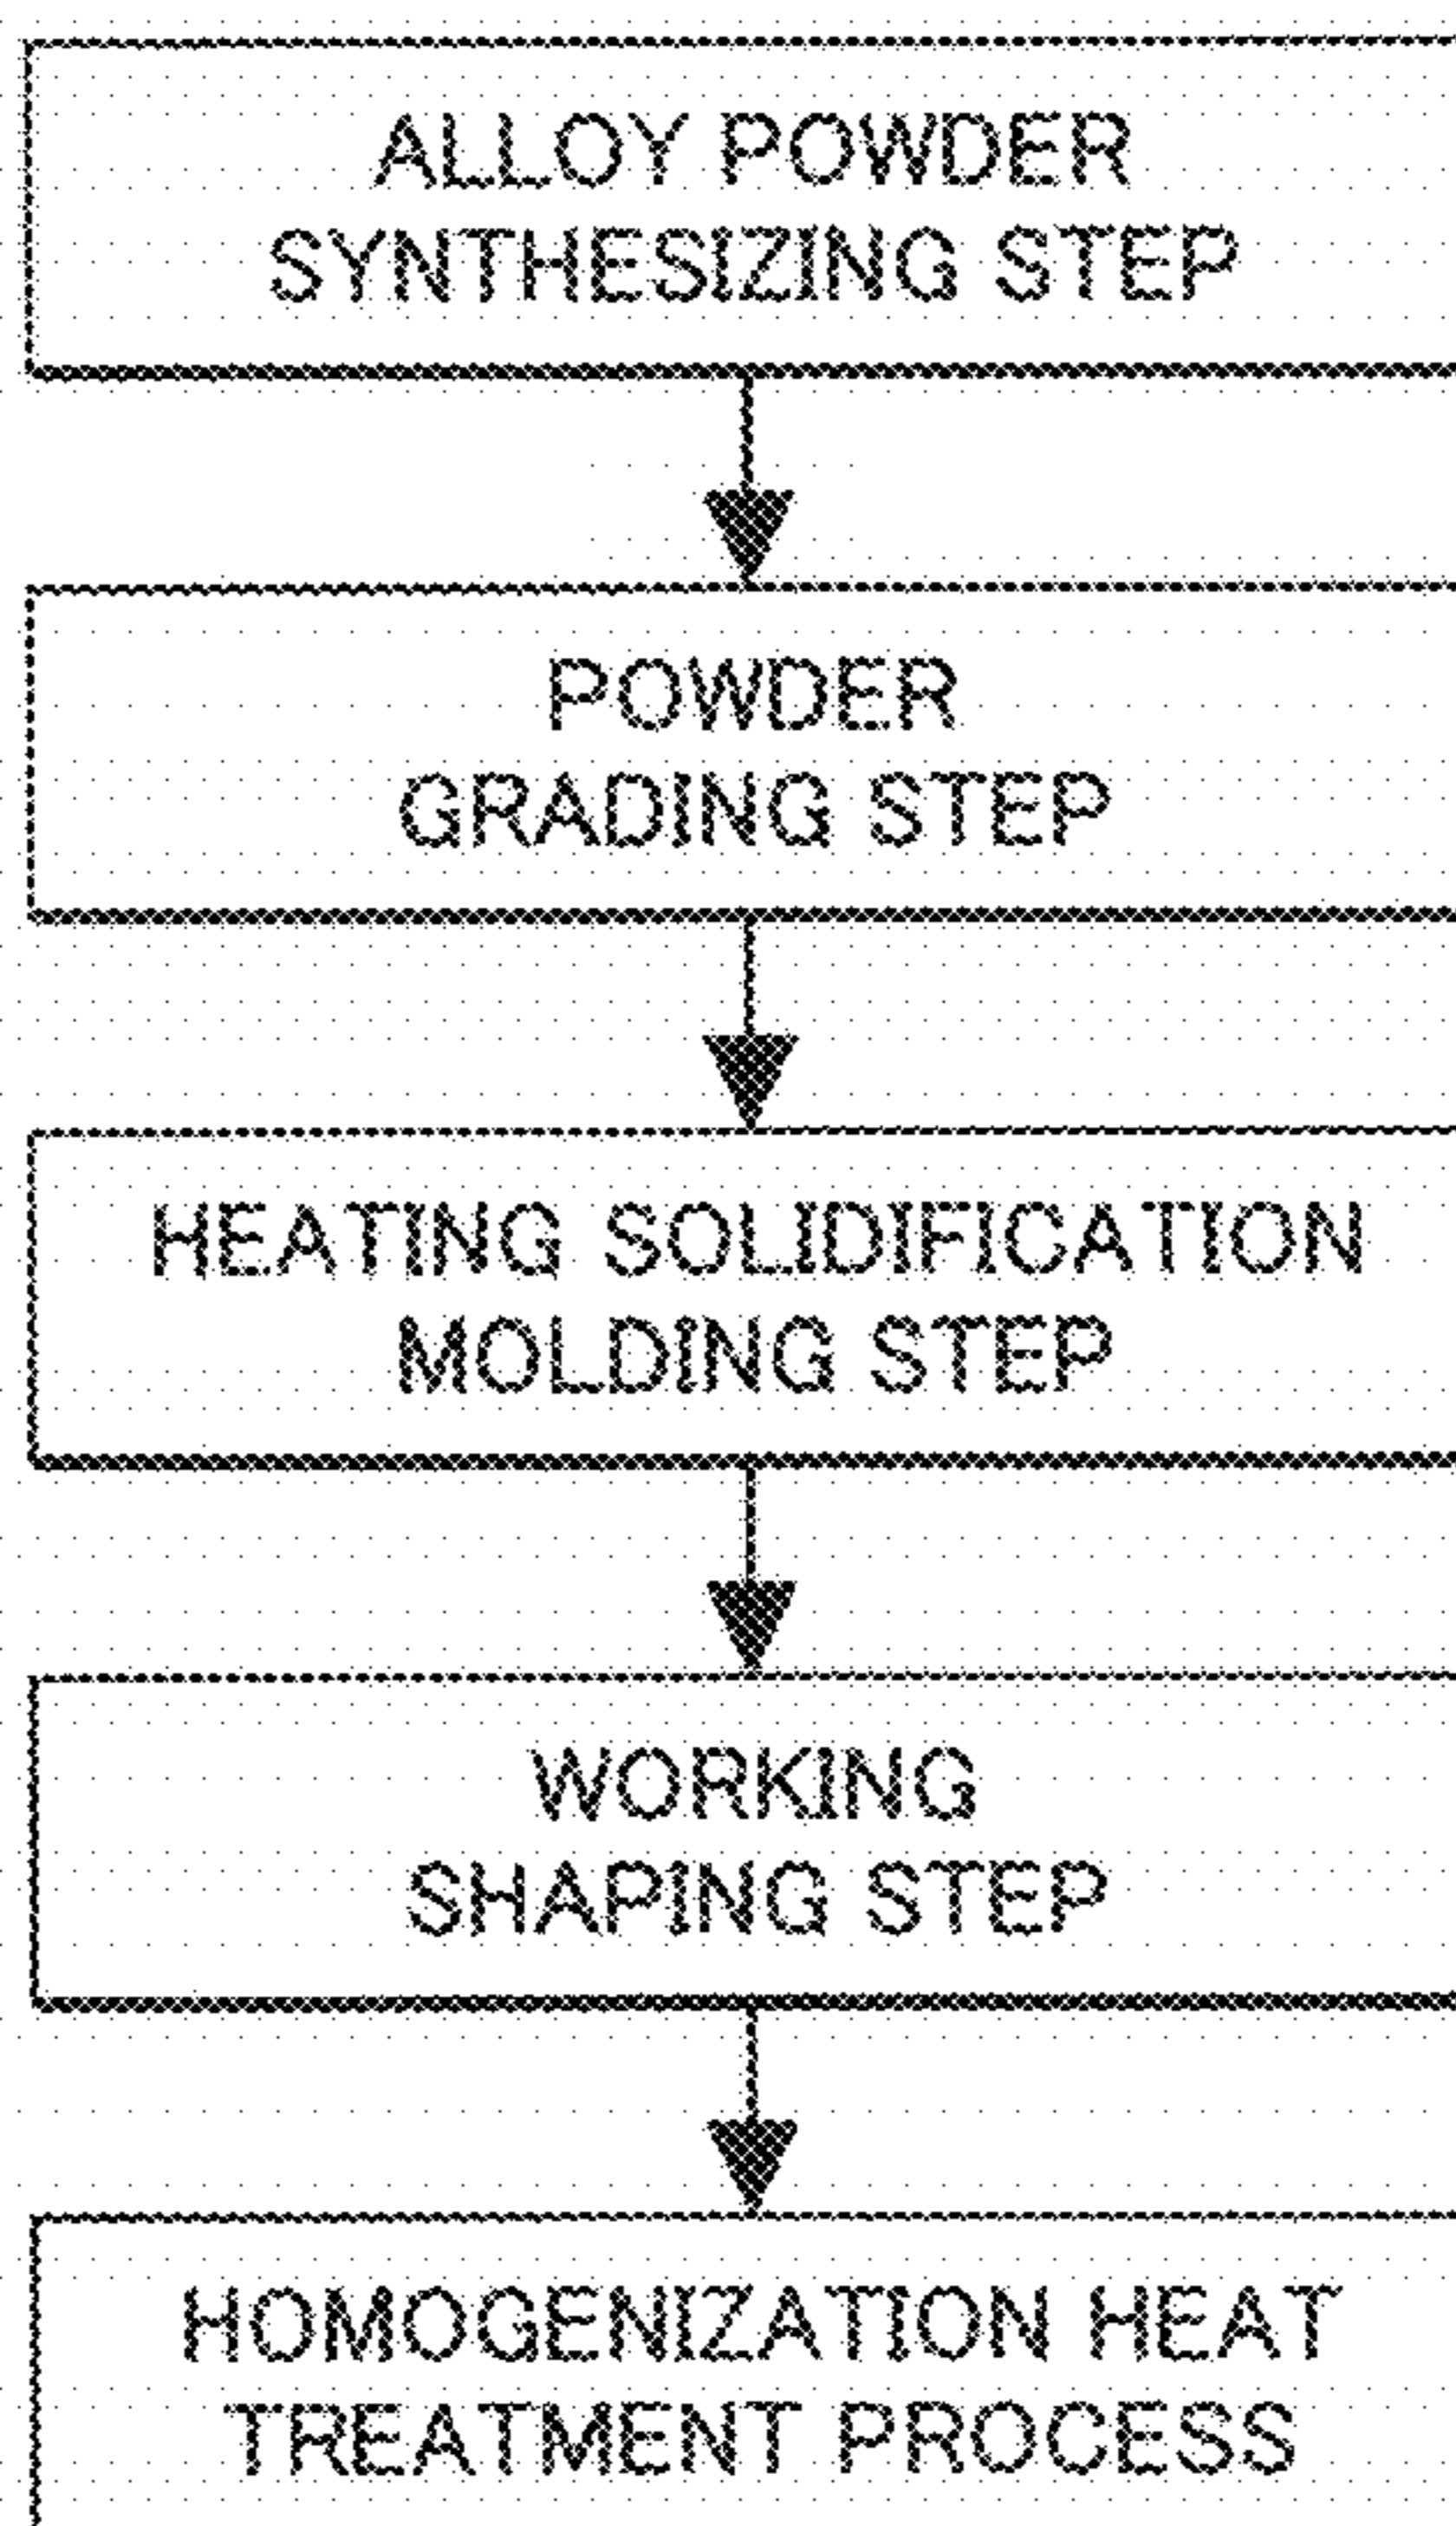 ALLOY POWDER
SYNTHESIZING STEP
POWDER
GRADING STEP
HEATING SOLIDIFICATION
MOLDING STEP
WORKING
SHAPING STEP
HOMOGENIZATION HEAT
TREATMENT PROCESS